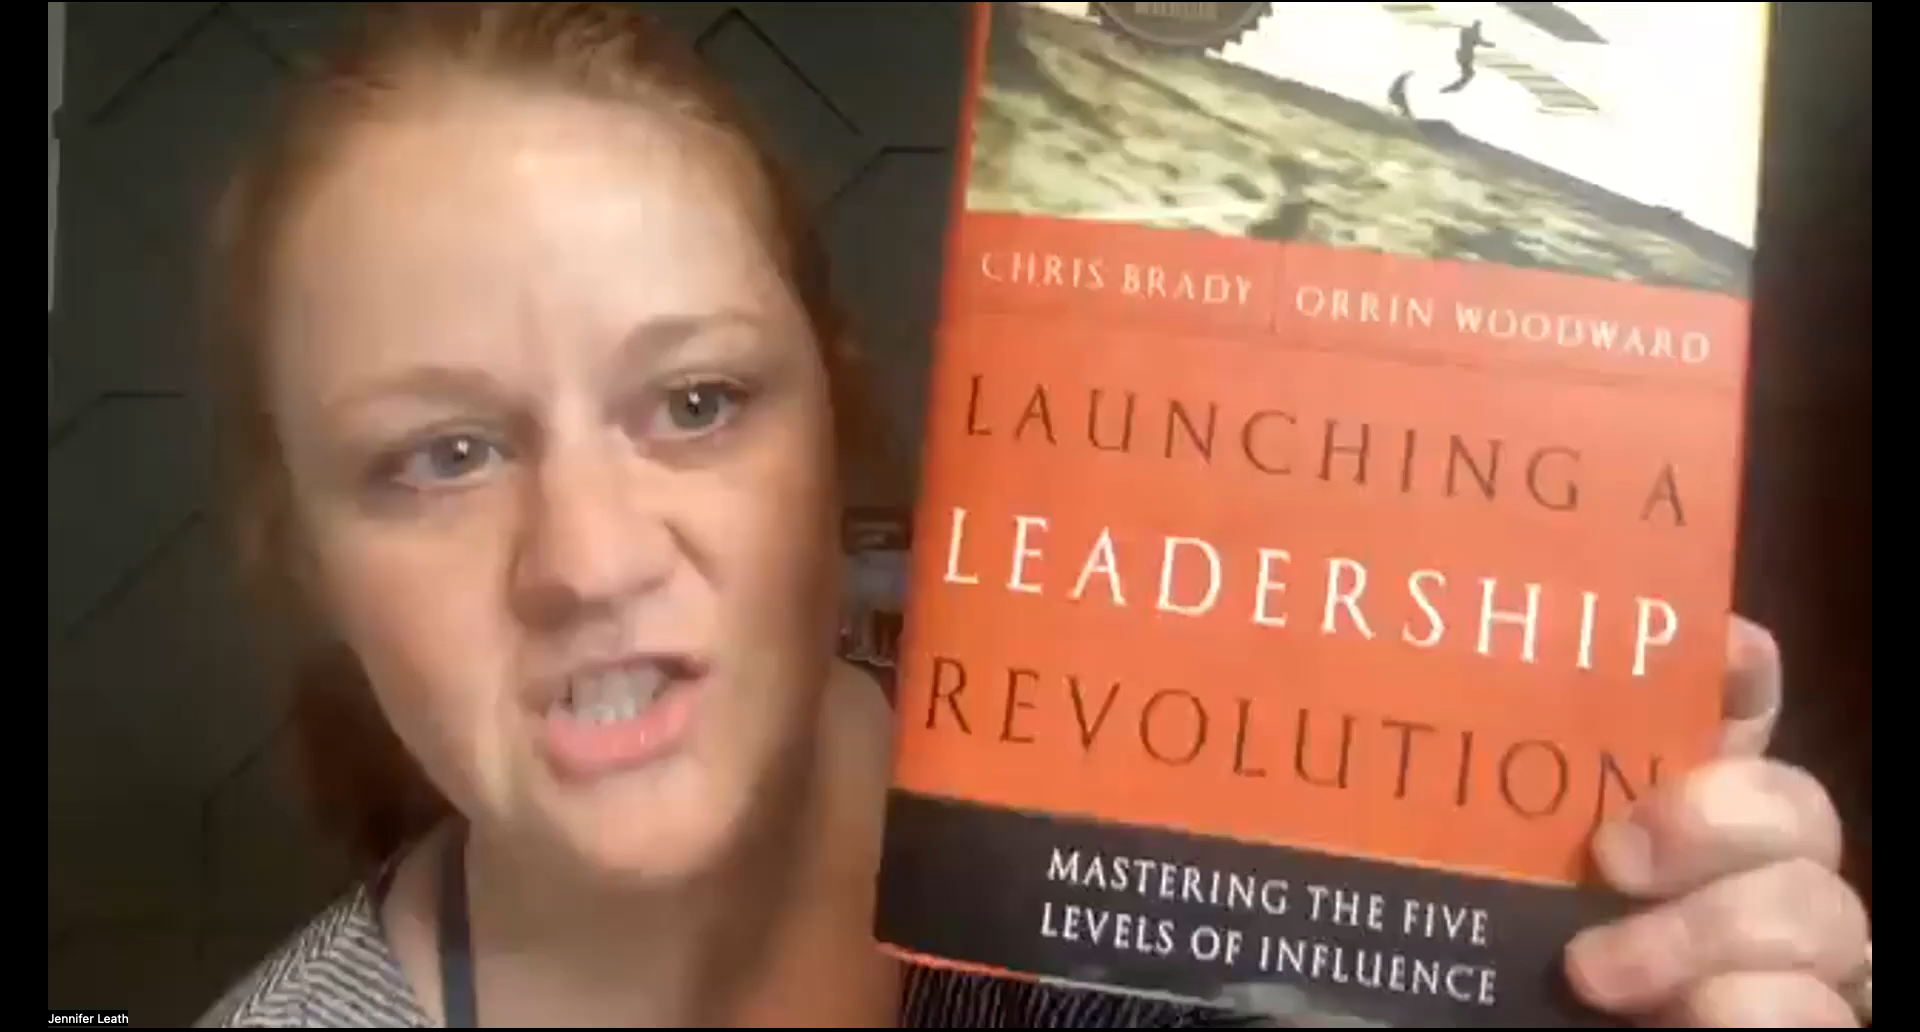 CHRIS BRADY
ORRIN WOODWARD
LAUNCHING A
LEADERSHIP
REVOLUTION
MASTERING THE FIVE
LEVELS OF INFLUENCE
Jennifer Leath